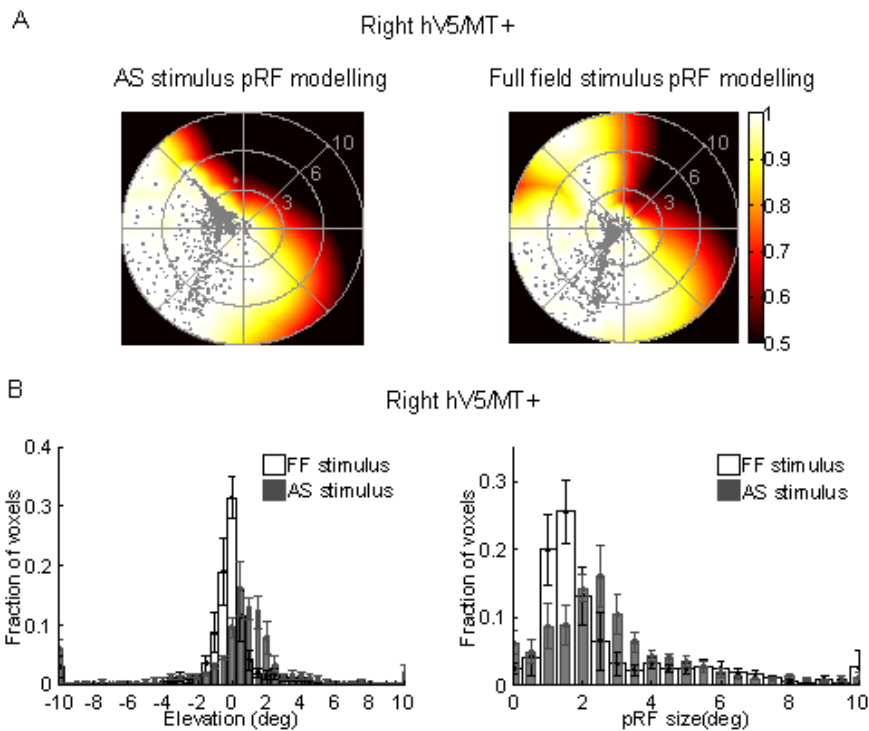 A
Right hV5/MT+
AS stimulus pRF modelling
Full field stimulus pRF modelling
10
6
3
10
6
3
1
0.9
0.8
0.7
0.6
0.5
B
Right hV5/MT+
0.4
0.3
0.2
0.1
0
Fraction of voxels
FF stimulus
AS stimulus
-10 -8 -6 -4 -2 0 2 4 6 8 10
Elevation (deg)
0.3
0.2
0.1
0
Fraction of voxels
FF stimulus
AS stimulus
0 2 4 6 8 10
pRF size(deg)